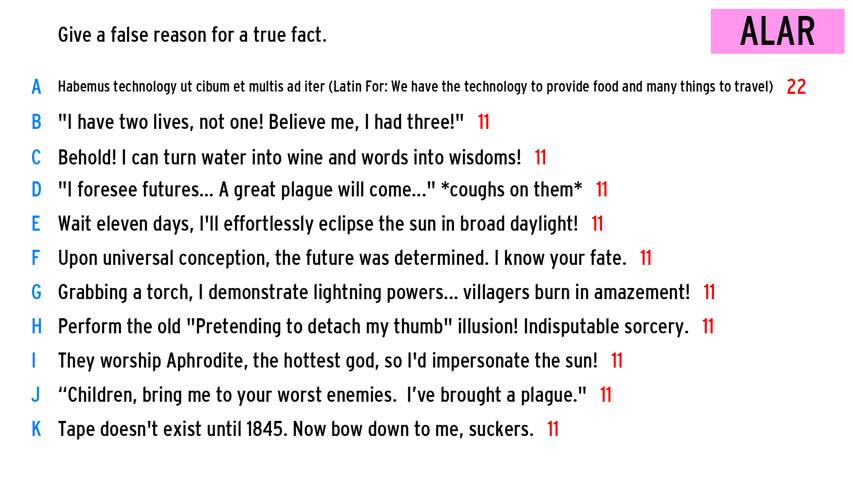 Give a false reason for a true fact.
ALAR
A Habemus technology ut cibum et multis ad iter (Latin For: We have the technology to provide food and many things to travel) 22
B "I have two lives, not one! Believe me, I had three!" 11
C Behold! I can turn water into wine and words into wisdoms! 11
D "I foresee futures... A great plague will come..." *coughs on them* 11
E Wait eleven days, I'll effortlessly eclipse the sun in broad daylight! 11
F Upon universal conception, the future was determined. I know your fate. 11
G Grabbing a torch, I demonstrate lightning powers... villagers burn in amazement! 11
H Perform the old "Pretending to detach my thumb" illusion! Indisputable sorcery. 11
I They worship Aphrodite, the hottest god, so I'd impersonate the sun! 11
J “Children, bring me to your worst enemies. I’ve brought a plague." 11
K Tape doesn't exist until 1845. Now bow down to me, suckers. 11